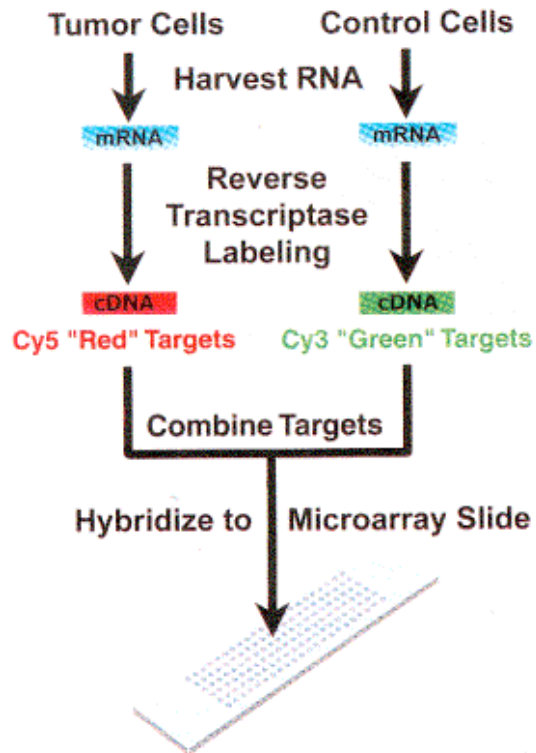 Tumor Cells
Control Cells
Harvest RNA
mRNA
mRNA
Reverse
Transcriptase
Labeling
cDNA
cDNA
Cy5 "Red" Targets
Cy3 "Green" Targets
Combine Targets
Hybridize to
Microarray Slide